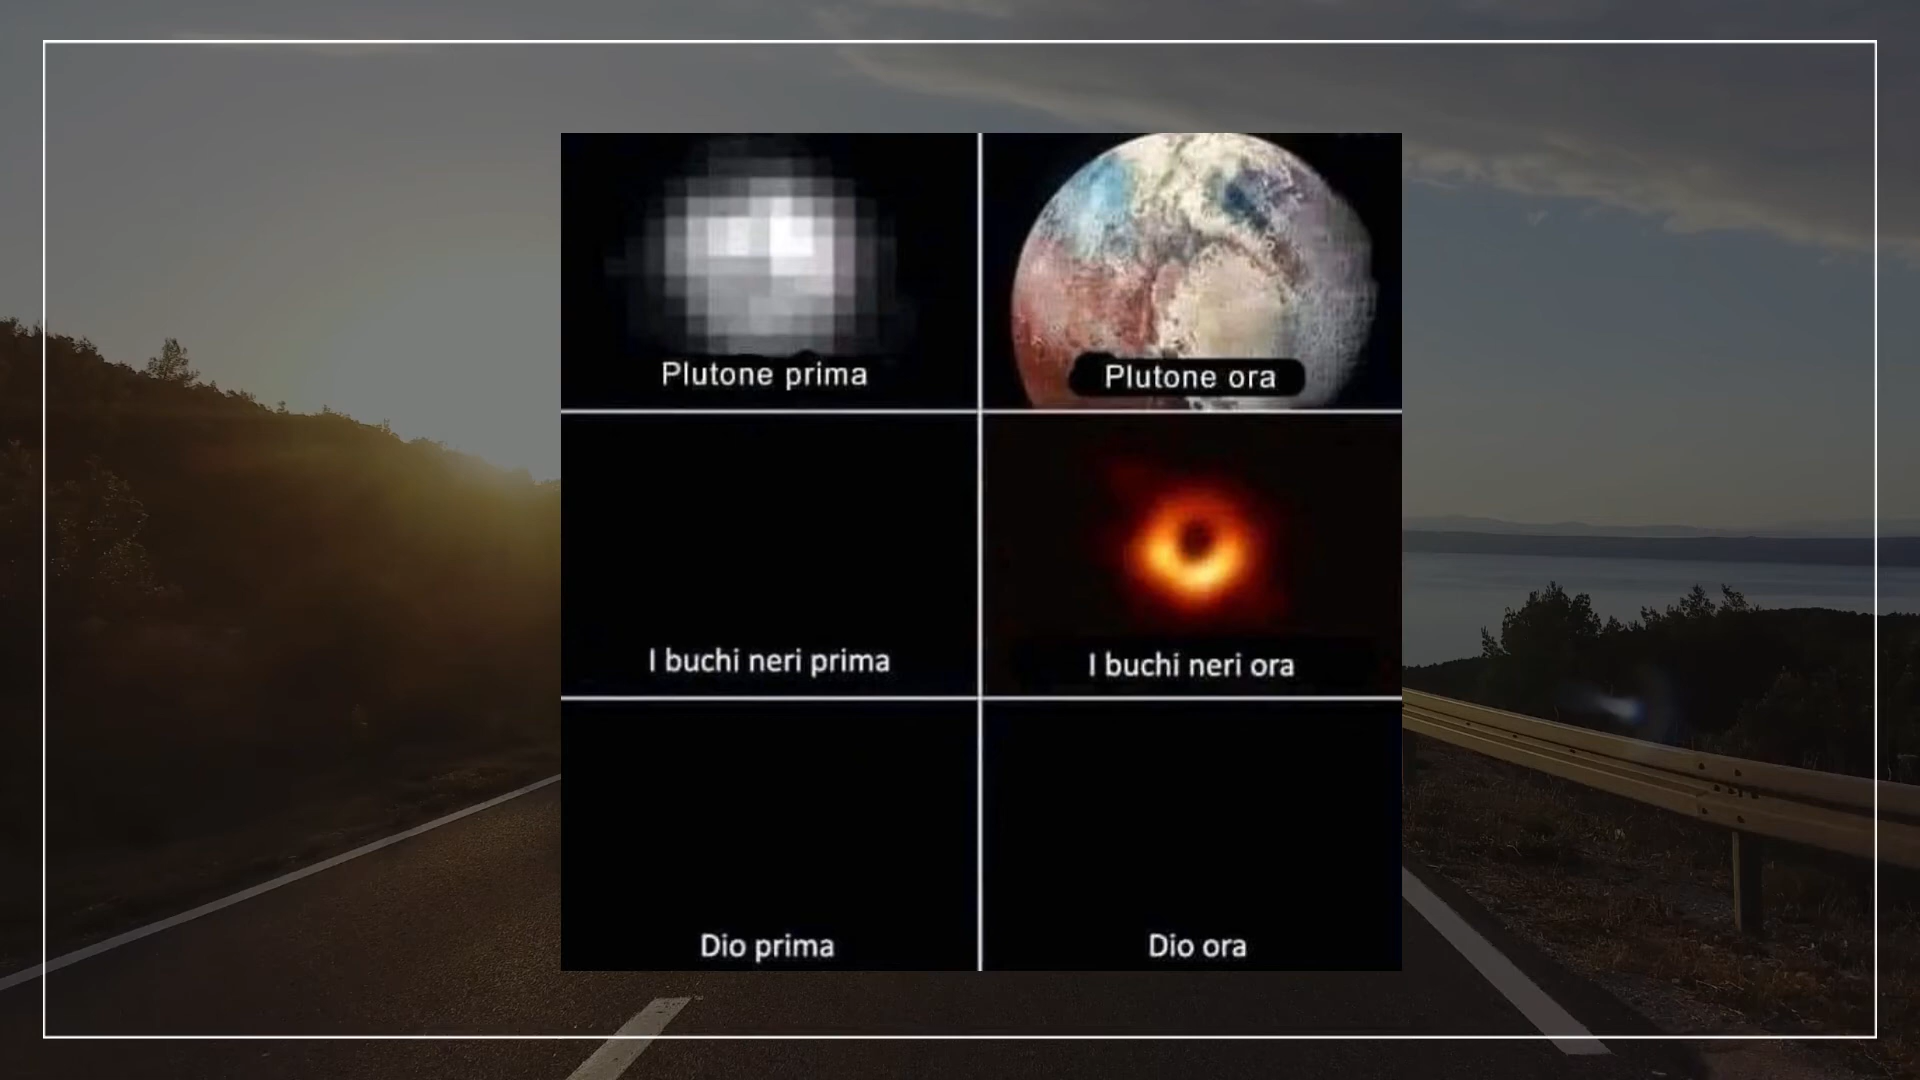 Plutone prima
Plutone ora
I buchi neri prima
I buchi neri ora
Dio prima
Dio ora